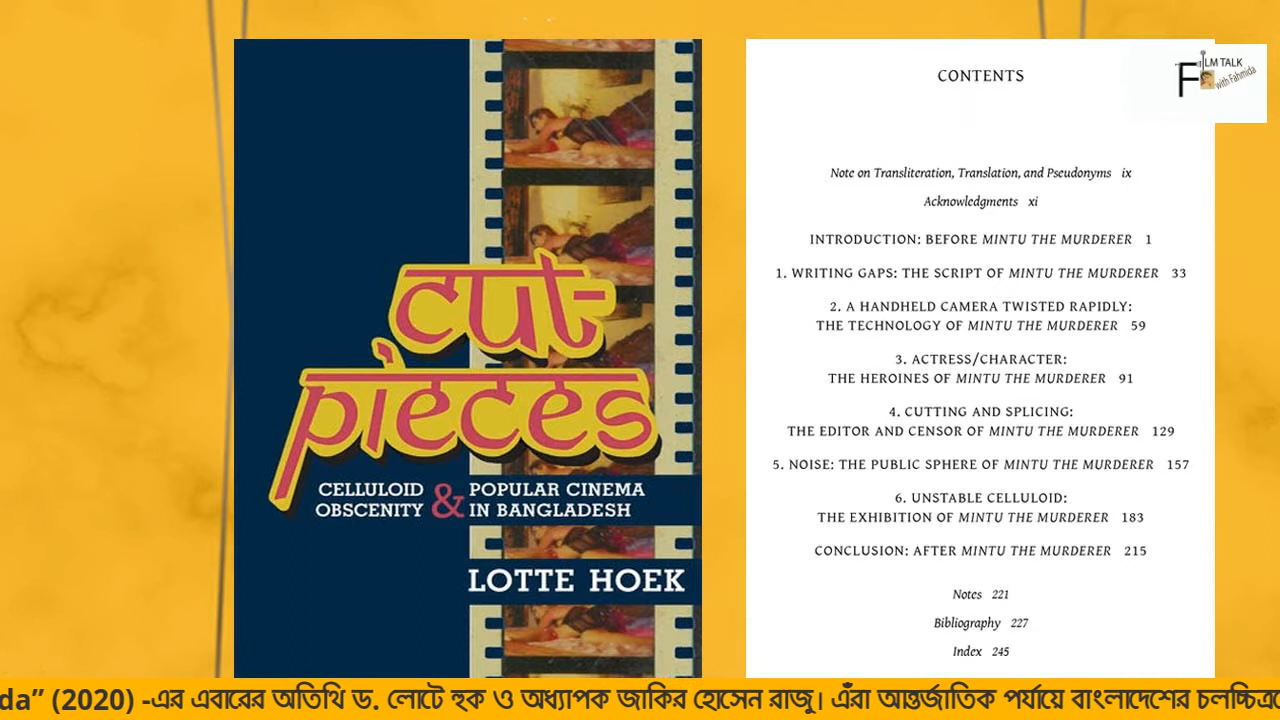 cut-
pieces
CELLULOID
OBSCENITY
&
POPULAR CINEMA
IN BANGLADESH
LOTTE HOEK
CONTENTS
Note on Transliteration, Translation, and Pseudonyms ix
Acknowledgments xi
INTRODUCTION: BEFORE MINTU THE MURDERER 1
1. WRITING GAPS: THE SCRIPT OF MINTU THE MURDERER 33
2. A HANDHELD CAMERA TWISTED RAPIDLY:
THE TECHNOLOGY OF MINTU THE MURDERER 59
3. ACTRESS/CHARACTER:
THE HEROINES OF MINTU THE MURDERER 91
4. CUTTING AND SPLICING:
THE EDITOR AND CENSOR OF MINTU THE MURDERER 129
5. NOISE: THE PUBLIC SPHERE OF MINTU THE MURDERER 157
6. UNSTABLE CELLULOID:
THE EXHIBITION OF MINTU THE MURDERER 183
CONCLUSION: AFTER MINTU THE MURDERER 215
Notes 221
Bibliography 227
Index 245
FILM TALK
with Fahmida
da” (2020) -এর এবারের অতিথি ড. লোটে হুক ও অধ্যাপক জাকির হোসেন রাজু। এঁরা আন্তর্জাতিক পর্যায়ে বাংলাদেশের চলচ্চিত্রে